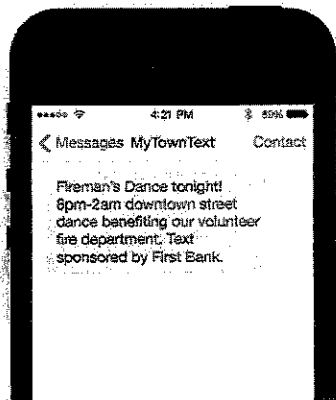 4:21 PM
69%
Messages MyTownText Contact
Fireman's Dance tonight!
8pm-2am downtown street
dance benefiting our volunteer
fire department. Text
sponsored by First Bank.